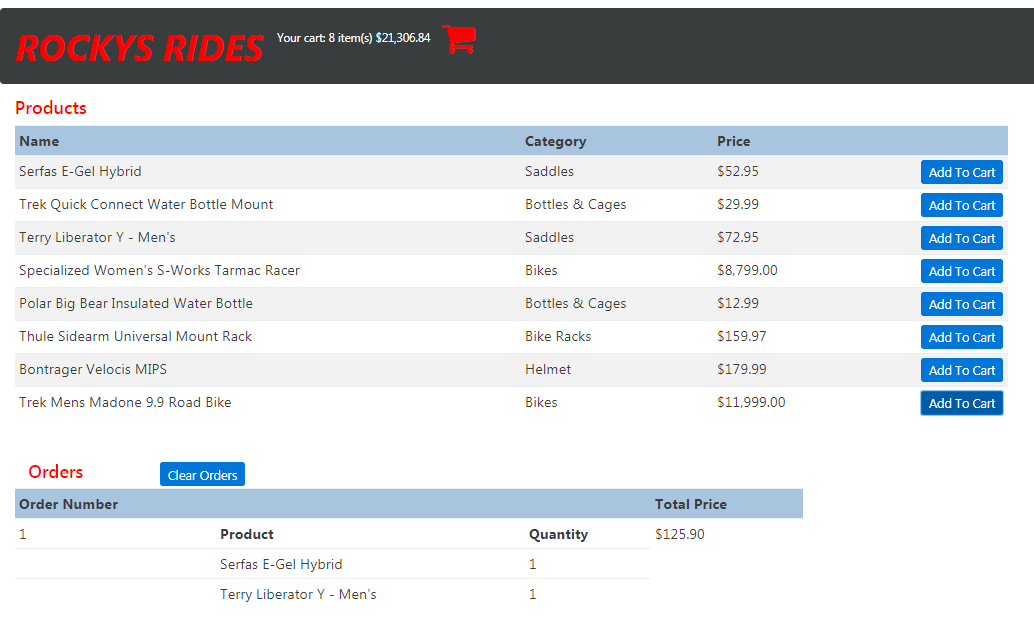 ROCKYS RIDES Your cart: 8 item(s) $21,306.84
Products
Name Category Price
Serfas E-Gel Hybrid Saddles $52.95 Add To Cart
Trek Quick Connect Water Bottle Mount Bottles & Cages $29.99 Add To Cart
Terry Liberator Y - Men's Saddles $72.95 Add To Cart
Specialized Women's S-Works Tarmac Racer Bikes $8,799.00 Add To Cart
Polar Big Bear Insulated Water Bottle Bottles & Cages $12.99 Add To Cart
Thule Sidearm Universal Mount Rack Bike Racks $159.97 Add To Cart
Bontrager Velocis MIPS Helmet $179.99 Add To Cart
Trek Mens Madone 9.9 Road Bike Bikes $11,999.00 Add To Cart
Orders Clear Orders
Order Number Total Price
1 Product Quantity $125.90
Serfas E-Gel Hybrid 1
Terry Liberator Y - Men's 1